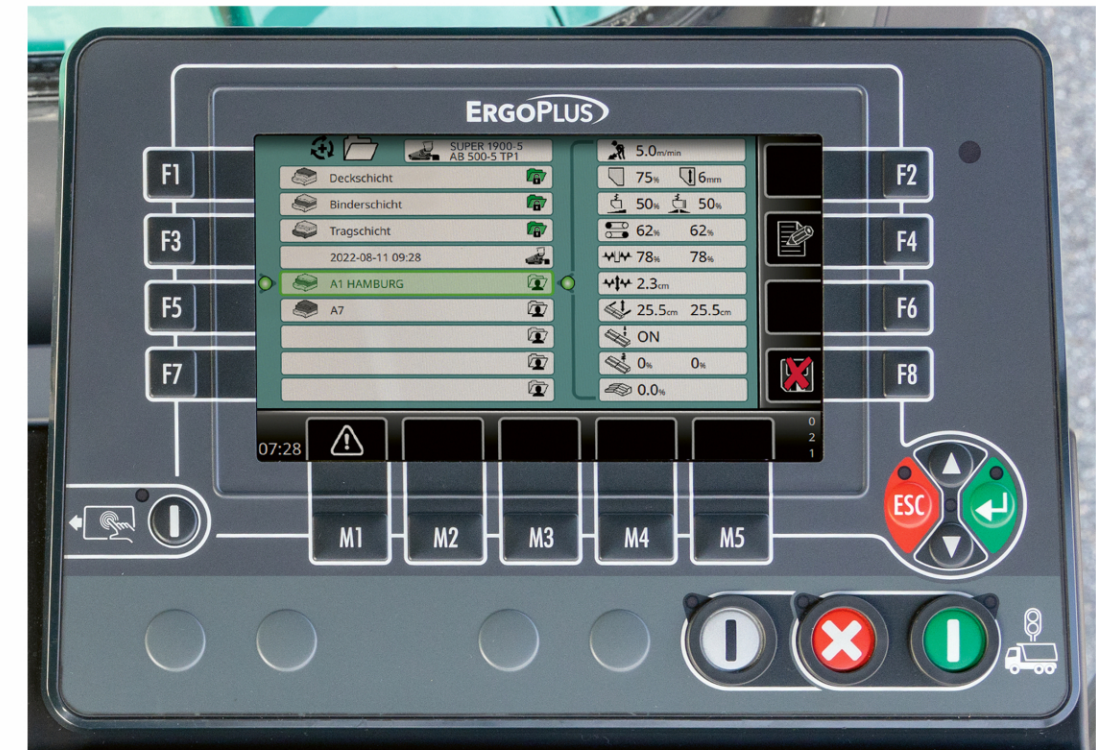 ERGOPLUS
SUPER 1900-5
AB 500-5 TP1
Deckschicht
Binderschicht
Tragschicht
2022-08-11 09:28
A1 HAMBURG
A7
5.0m/min
75% 6mm
50% 50%
62% 62%
78% 78%
2.3cm
25.5cm 25.5cm
ON
0% 0%
0.0%
07:28
0
2
1
F1
F2
F3
F4
F5
F6
F7
F8
M1
M2
M3
M4
M5
ESC